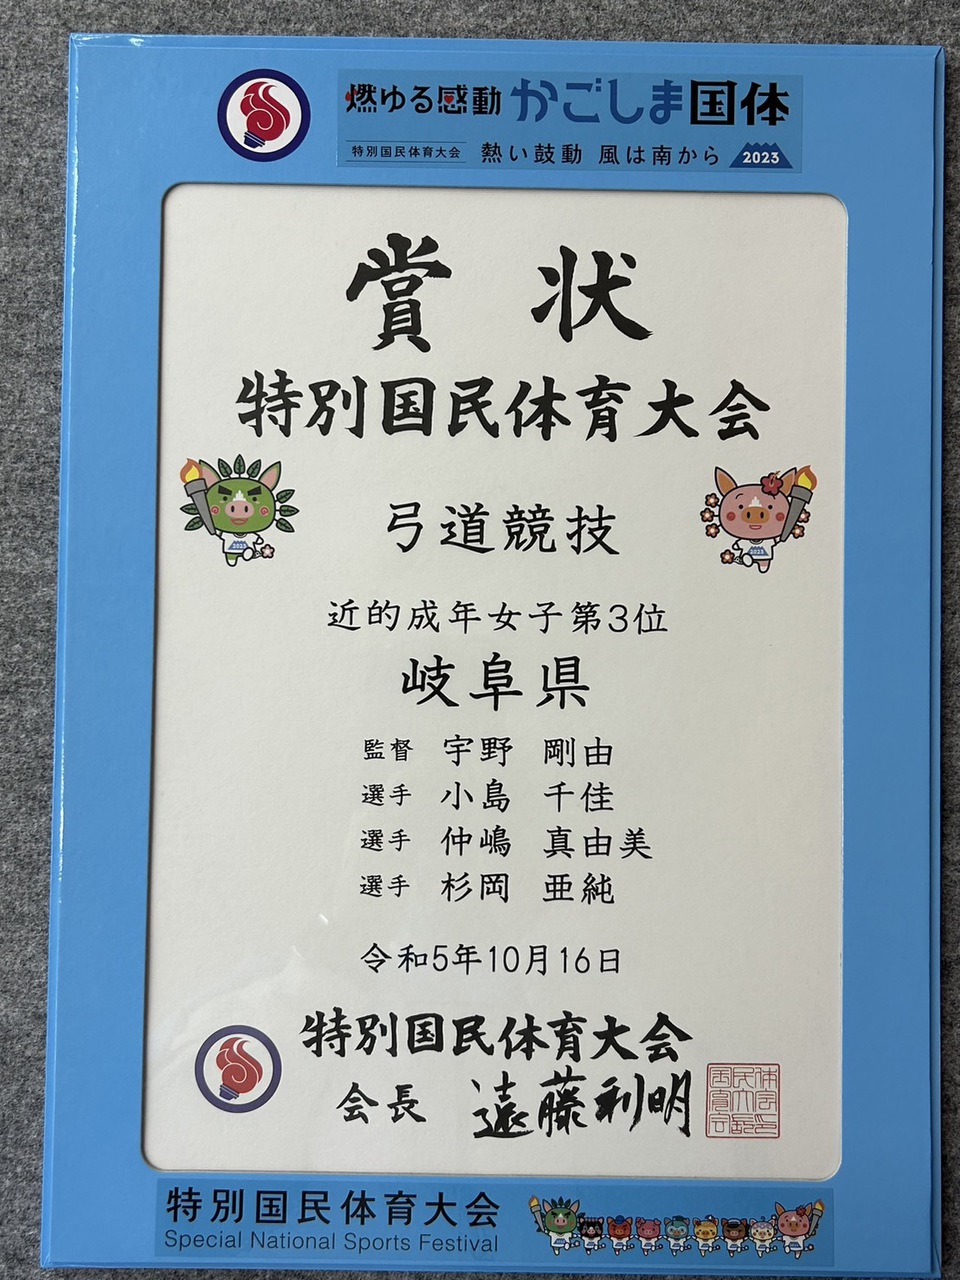 燃ゆる感動 かごしま国体
特別国民体育大会 熱い鼓動 風は南から 2023
賞状
特別国民体育大会
弓道競技
2023
2023
近的成年女子第3位
岐阜県
監督 宇野 剛由
選手 小島 千佳
選手 仲嶋 真由美
選手 杉岡 亜純
令和5年10月16日
特別国民体育大会
会長 遠藤利明
特別国民体育大会
Special National Sports Festival